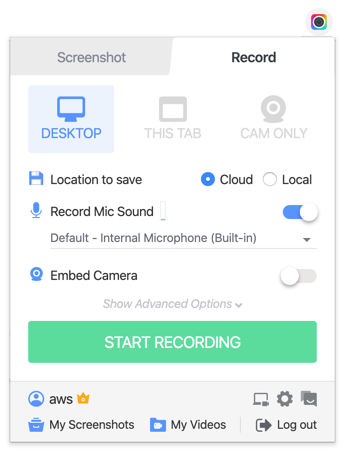 Screenshot Record
DESKTOP THIS TAB CAM ONLY
Location to save Cloud Local
Record Mic Sound
Default - Internal Microphone (Built-in)
Embed Camera
Show Advanced Options
START RECORDING
aws
My Screenshots My Videos Log out